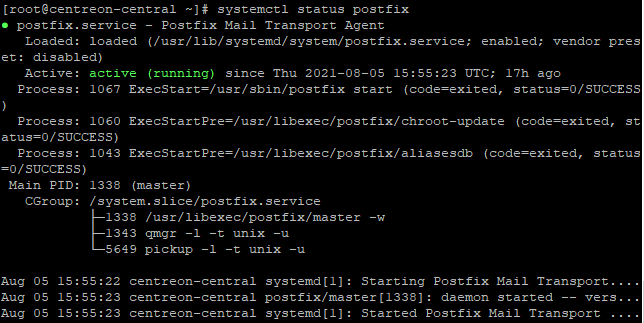 [root@centreon-central ~]# systemctl status postfix
● postfix.service - Postfix Mail Transport Agent
   Loaded: loaded (/usr/lib/systemd/system/postfix.service; enabled; vendor pres
et: disabled)
   Active: active (running) since Thu 2021-08-05 15:55:23 UTC; 17h ago
  Process: 1067 ExecStart=/usr/sbin/postfix start (code=exited, status=0/SUCCESS
)
  Process: 1060 ExecStartPre=/usr/libexec/postfix/chroot-update (code=exited, st
atus=0/SUCCESS)
  Process: 1043 ExecStartPre=/usr/libexec/postfix/aliasesdb (code=exited, status
=0/SUCCESS)
 Main PID: 1338 (master)
   CGroup: /system.slice/postfix.service
           ├─1338 /usr/libexec/postfix/master -w
           ├─1343 qmgr -l -t unix -u
           └─5649 pickup -l -t unix -u

Aug 05 15:55:22 centreon-central systemd[1]: Starting Postfix Mail Transport....
Aug 05 15:55:23 centreon-central postfix/master[1338]: daemon started -- vers...
Aug 05 15:55:23 centreon-central systemd[1]: Started Postfix Mail Transport ....